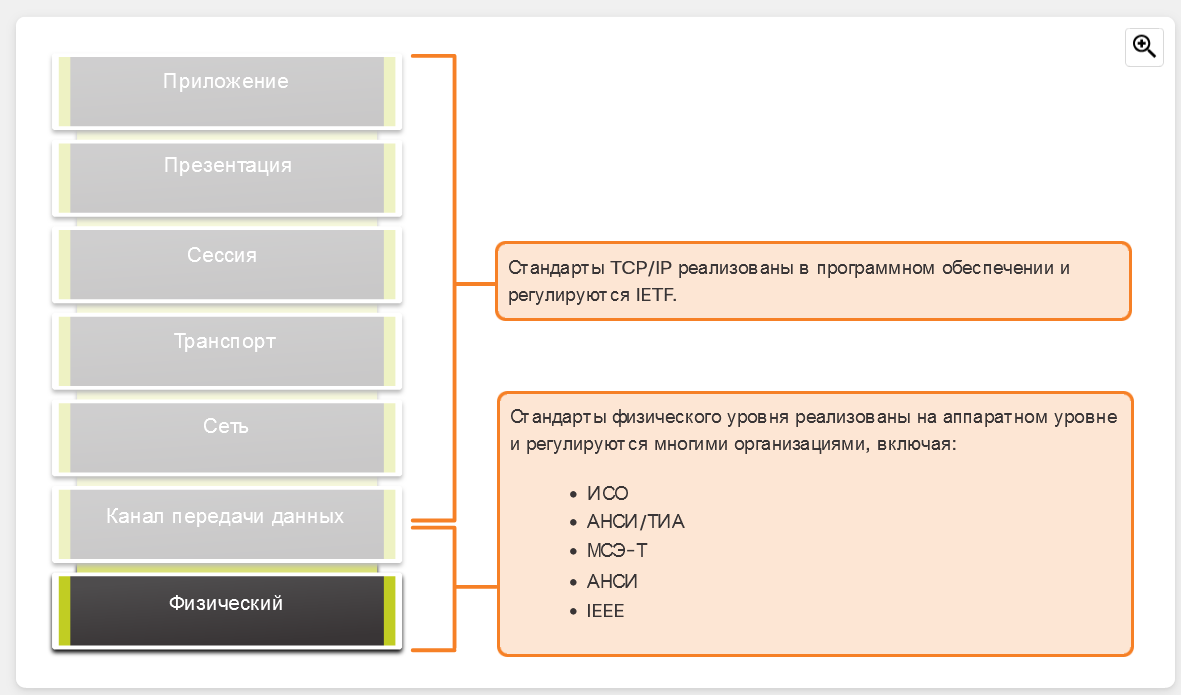 Приложение
Презентация
Сессия
Транспорт
Сеть
Канал передачи данных
Физический
Стандарты TCP/IP реализованы в программном обеспечении и
регулируются IETF.
Стандарты физического уровня реализованы на аппаратном уровне
и регулируются многими организациями, включая:
• ИСО
• АНСИ/ТИА
• МСЭ-Т
• АНСИ
• IEEE